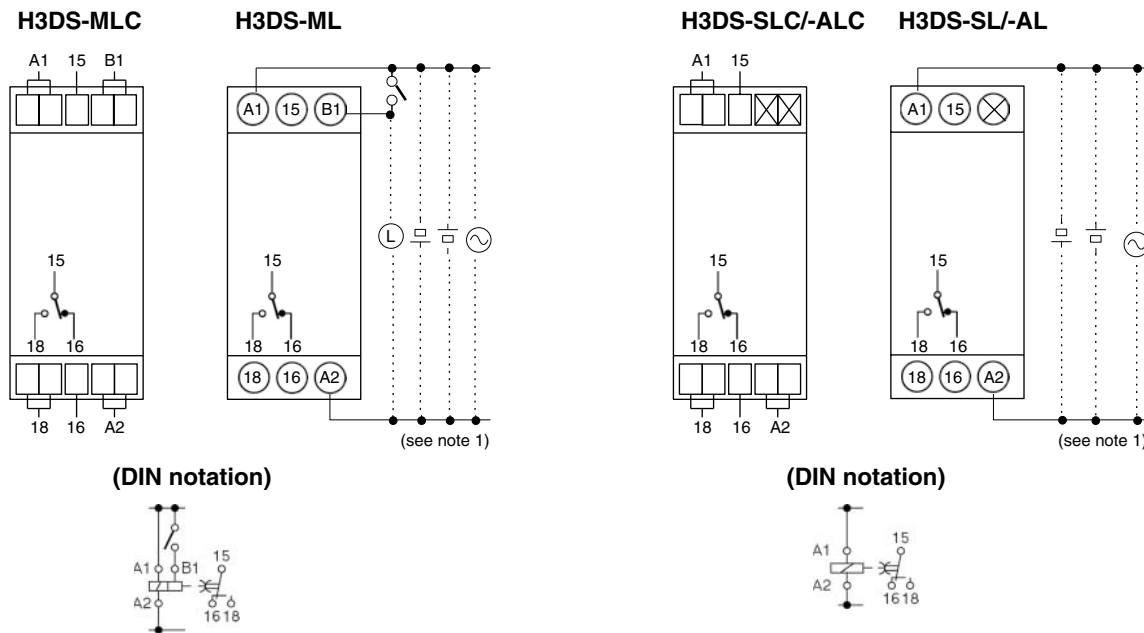 H3DS-MLC H3DS-ML H3DS-SLC/-ALC H3DS-SL/-AL
A1 15 B1 A1 15
A1 15 B1 A1 15
L
15 15 15 15
18 16 18 16 18 16 18 16
18 16 A2 18 16 A2
18 16 A2 18 16 A2
(see note 1) (see note 1)
(DIN notation) (DIN notation)
15 15
A1 B1 A1
A2 A2
16 18 16 18